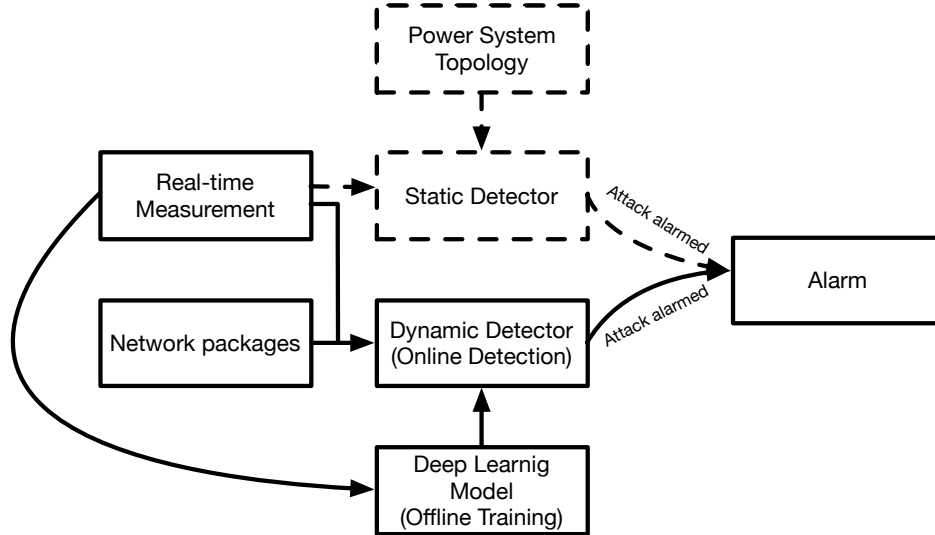 Power System
Topology
Real-time
Measurement
Static Detector
Attack alarmed
Alarm
Attack alarmed
Network packages
Dynamic Detector
(Online Detection)
Deep Learnig
Model
(Offline Training)